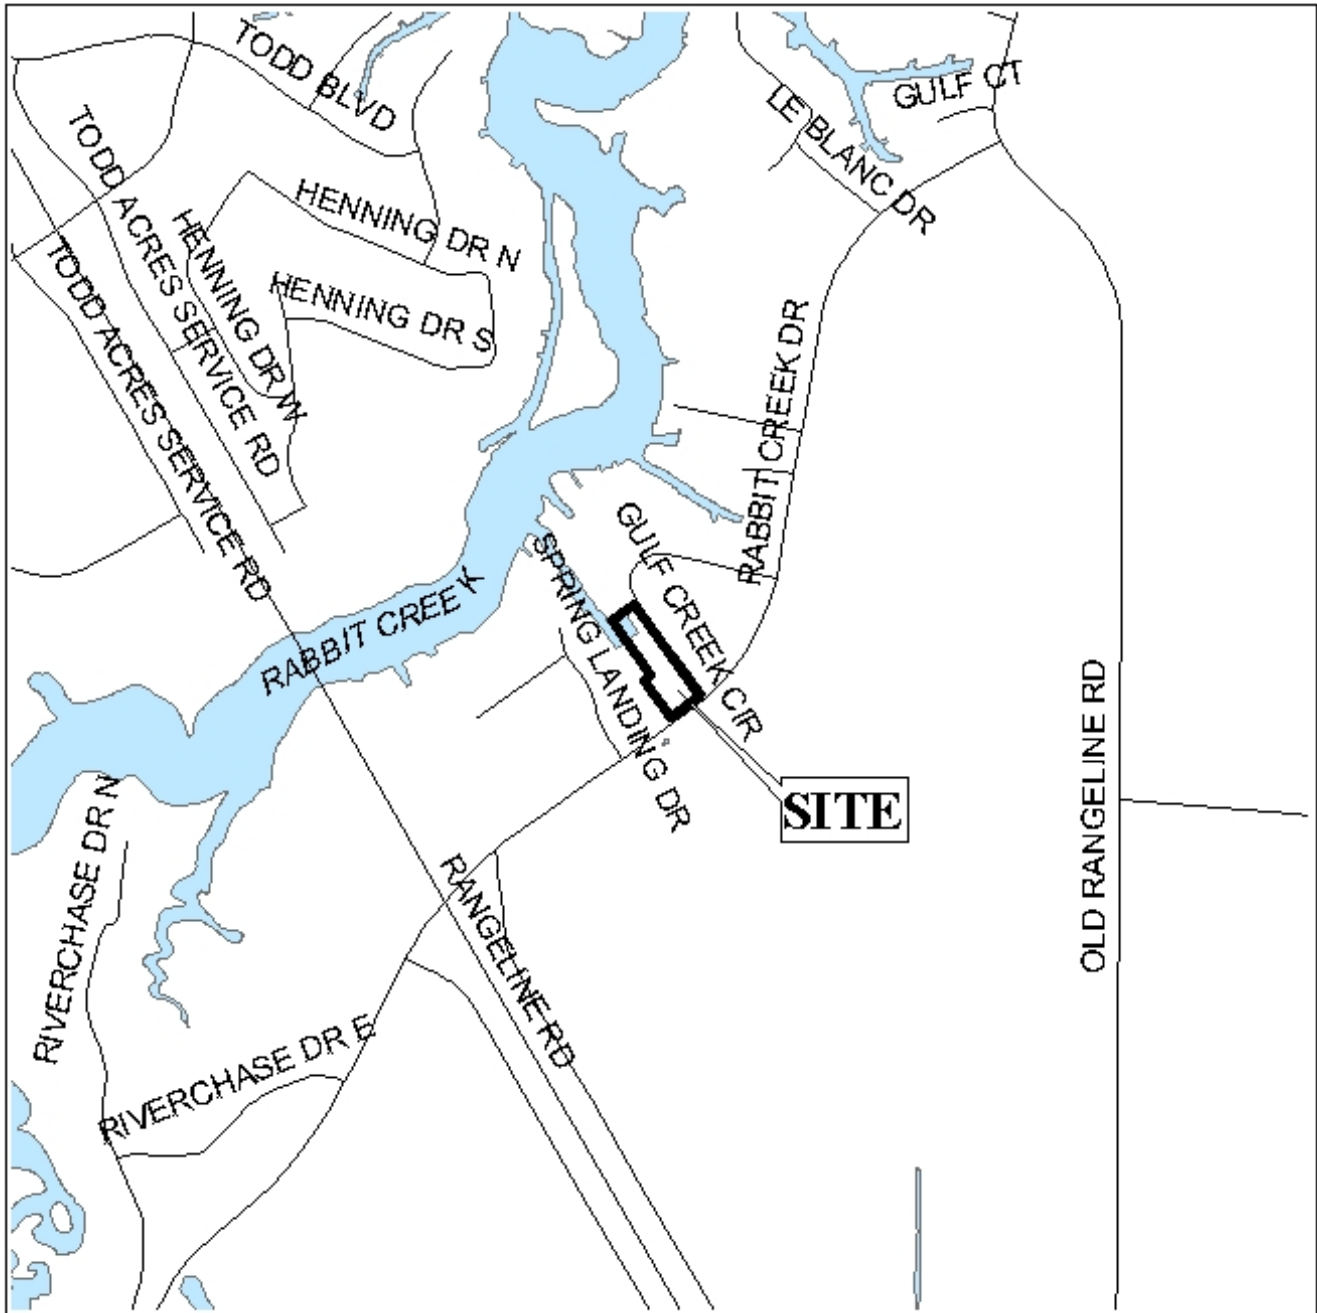 TODD BLVD
GULF CT
LE BLANC DR
TODD ACRES SERVICE RD
HENNING DR N
HENNING DR W
TODD ACRES SERVICE RD
HENNING DR S
RABBIT CREEK DR
GULF CREEK CIR
SPRING LANDING DR
RABBIT CREEK
OLD RANGELINE RD
SITE
RIVERCHASE DR N
RANGELINE RD
RIVERCHASE DR E